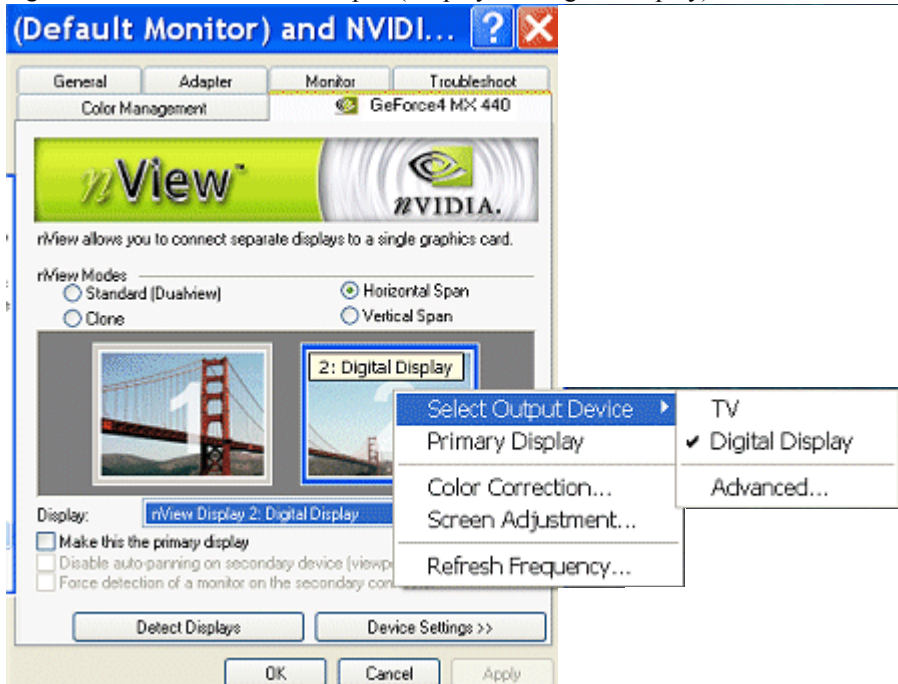 (Default Monitor) and NVIDI...
General Adapter Monitor Troubleshoot
Color Management GeForce4 MX 440
nView™
nVIDIA.
nView allows you to connect separate displays to a single graphics card.
nView Modes
Standard (Dualview) Horizontal Span
Clone Vertical Span
1
2: Digital Display
Select Output Device TV
Primary Display Digital Display
Color Correction... Advanced...
Screen Adjustment...
Refresh Frequency...
Display: nView Display 2: Digital Display
Make this the primary display
Disable auto-panning on secondary device
Force detection of a monitor on the secondary
Detect Displays Device Settings >>
OK Cancel Apply